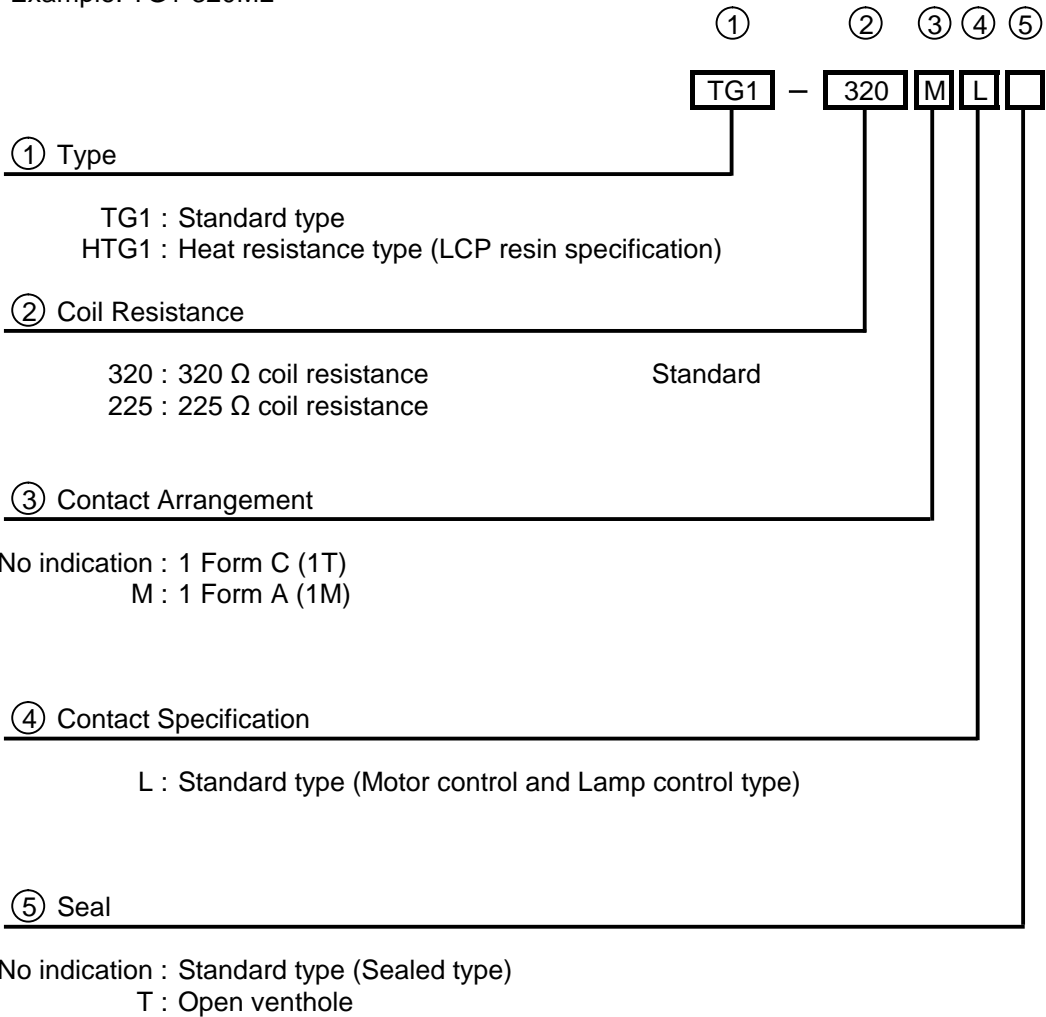 ① ② ③ ④ ⑤
TG1 – 320 M L
① Type
TG1 : Standard type
HTG1 : Heat resistance type (LCP resin specification)
② Coil Resistance
320 : 320 Ω coil resistance Standard
225 : 225 Ω coil resistance
③ Contact Arrangement
No indication : 1 Form C (1T)
M : 1 Form A (1M)
④ Contact Specification
L : Standard type (Motor control and Lamp control type)
⑤ Seal
No indication : Standard type (Sealed type)
T : Open venthole